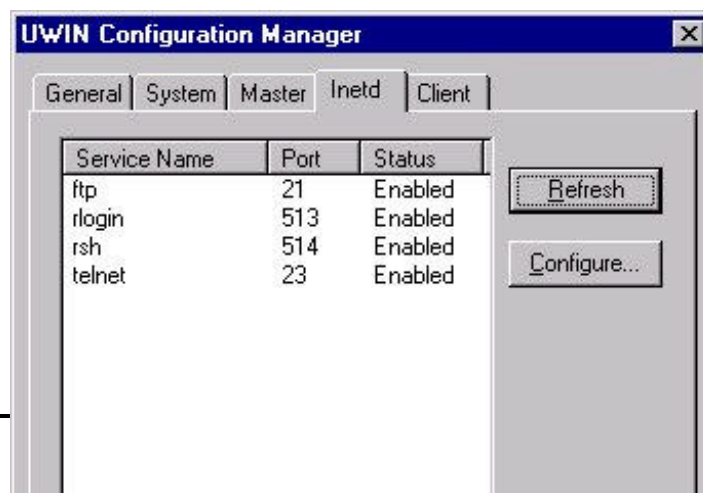 UWIN Configuration Manager
General System Master Inetd Client
Service Name Port Status
ftp 21 Enabled
rlogin 513 Enabled
rsh 514 Enabled
telnet 23 Enabled
Refresh
Configure...